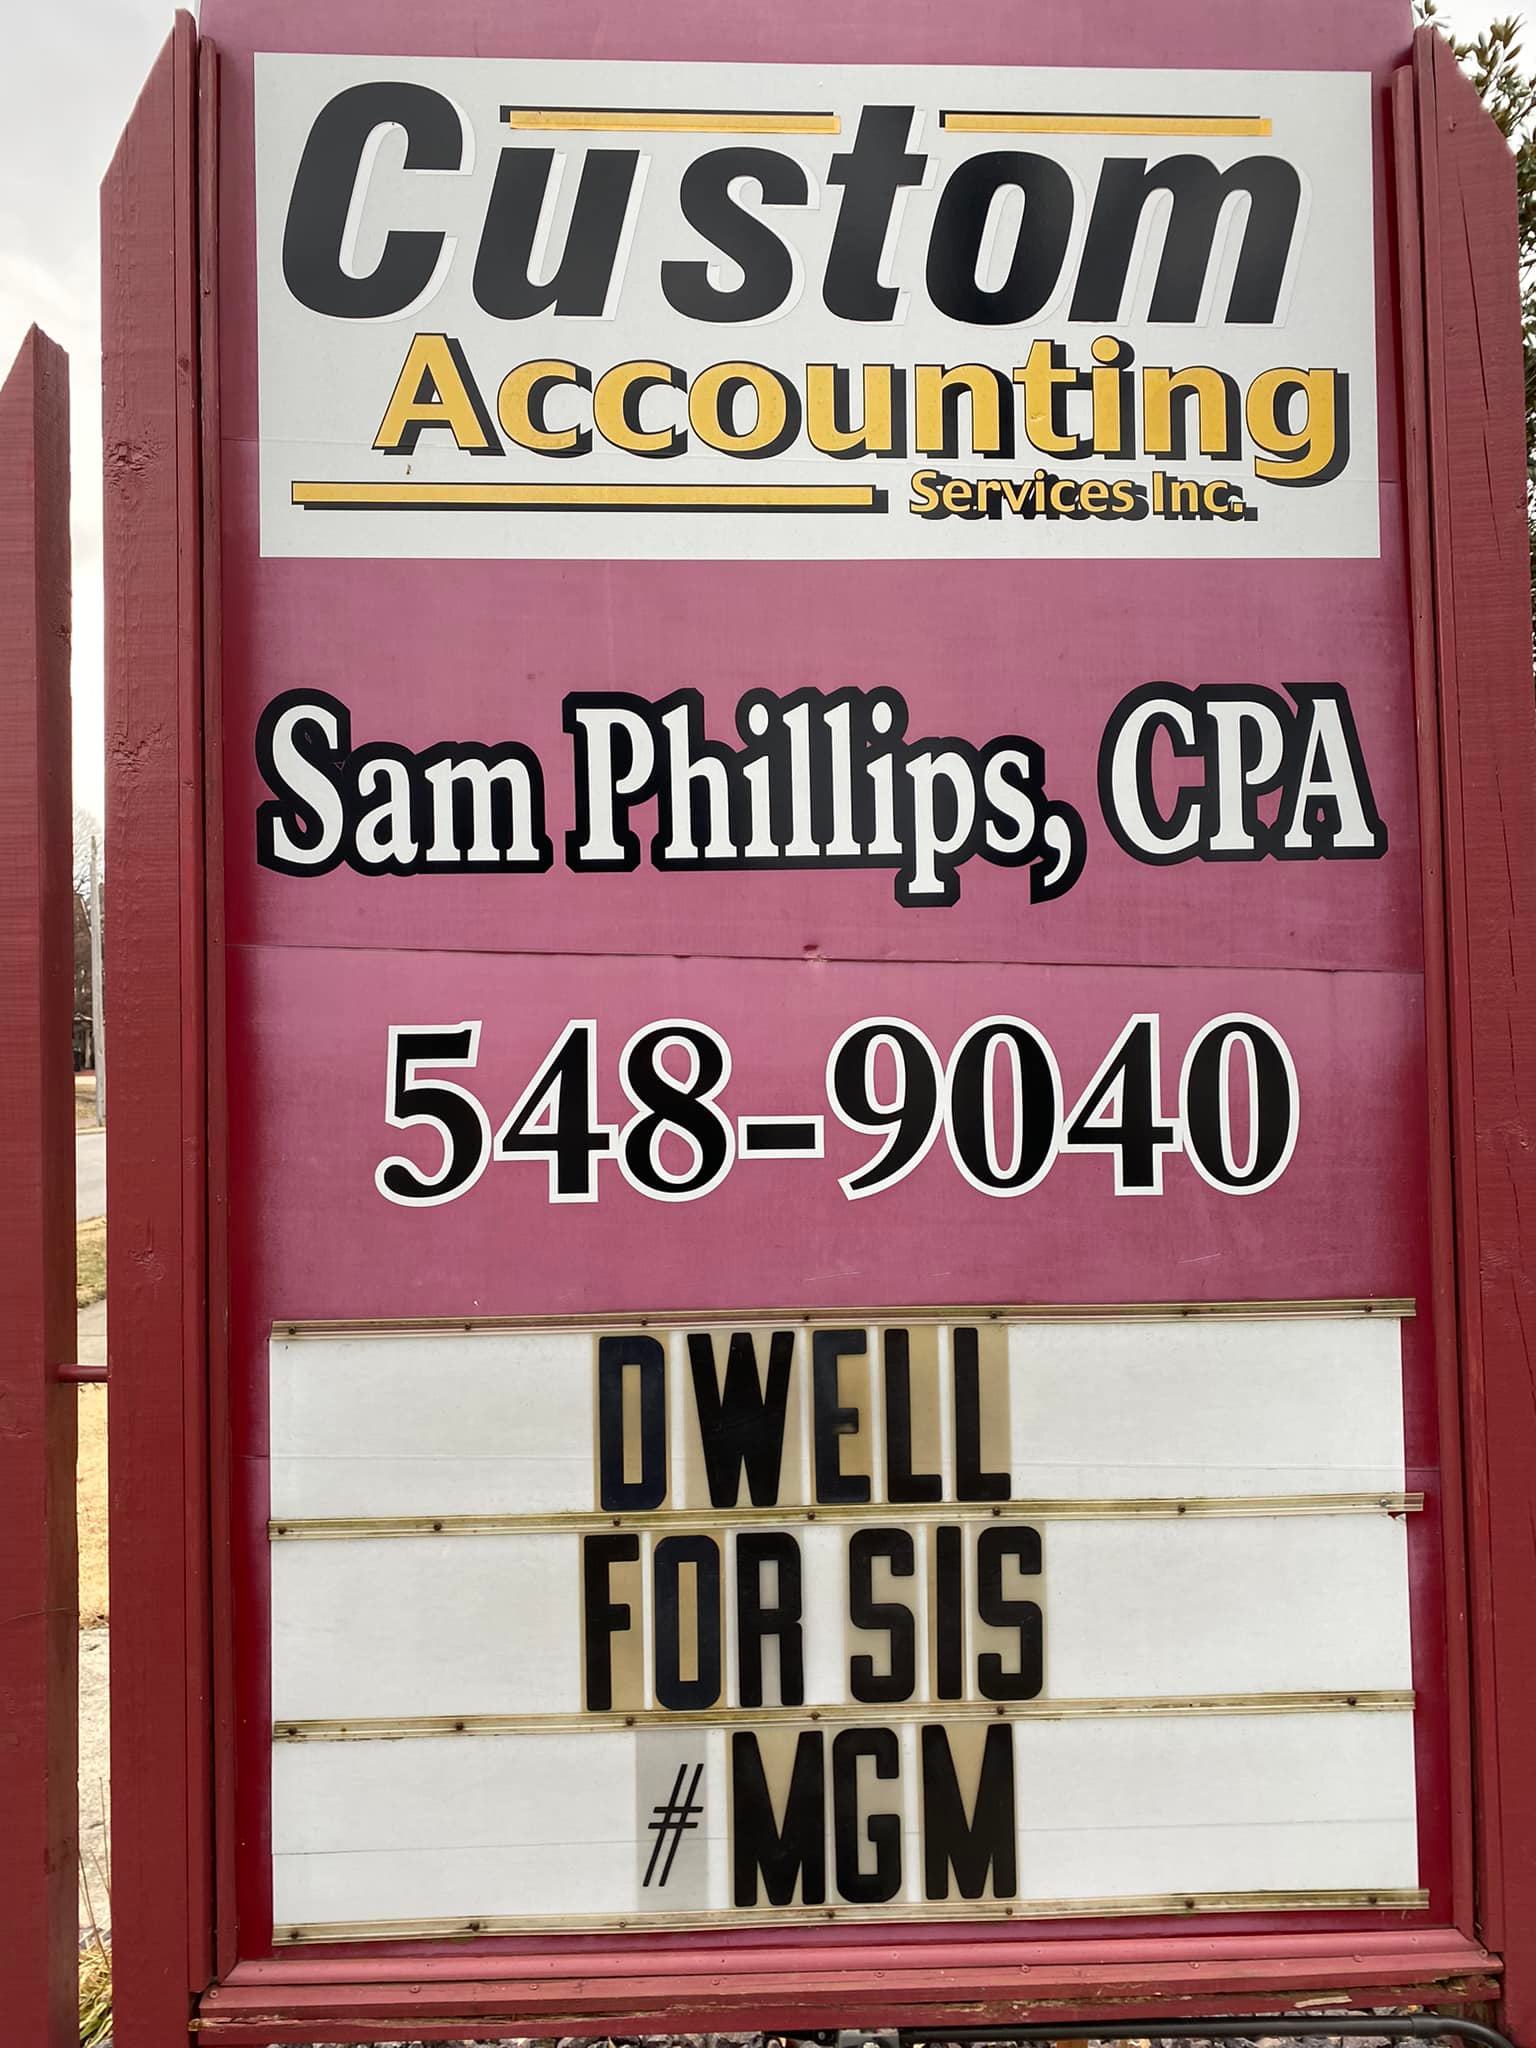 Custom
Accounting
Services Inc.
Sam Phillips, CPA
548-9040
DWELL
FOR SIS
#MGM